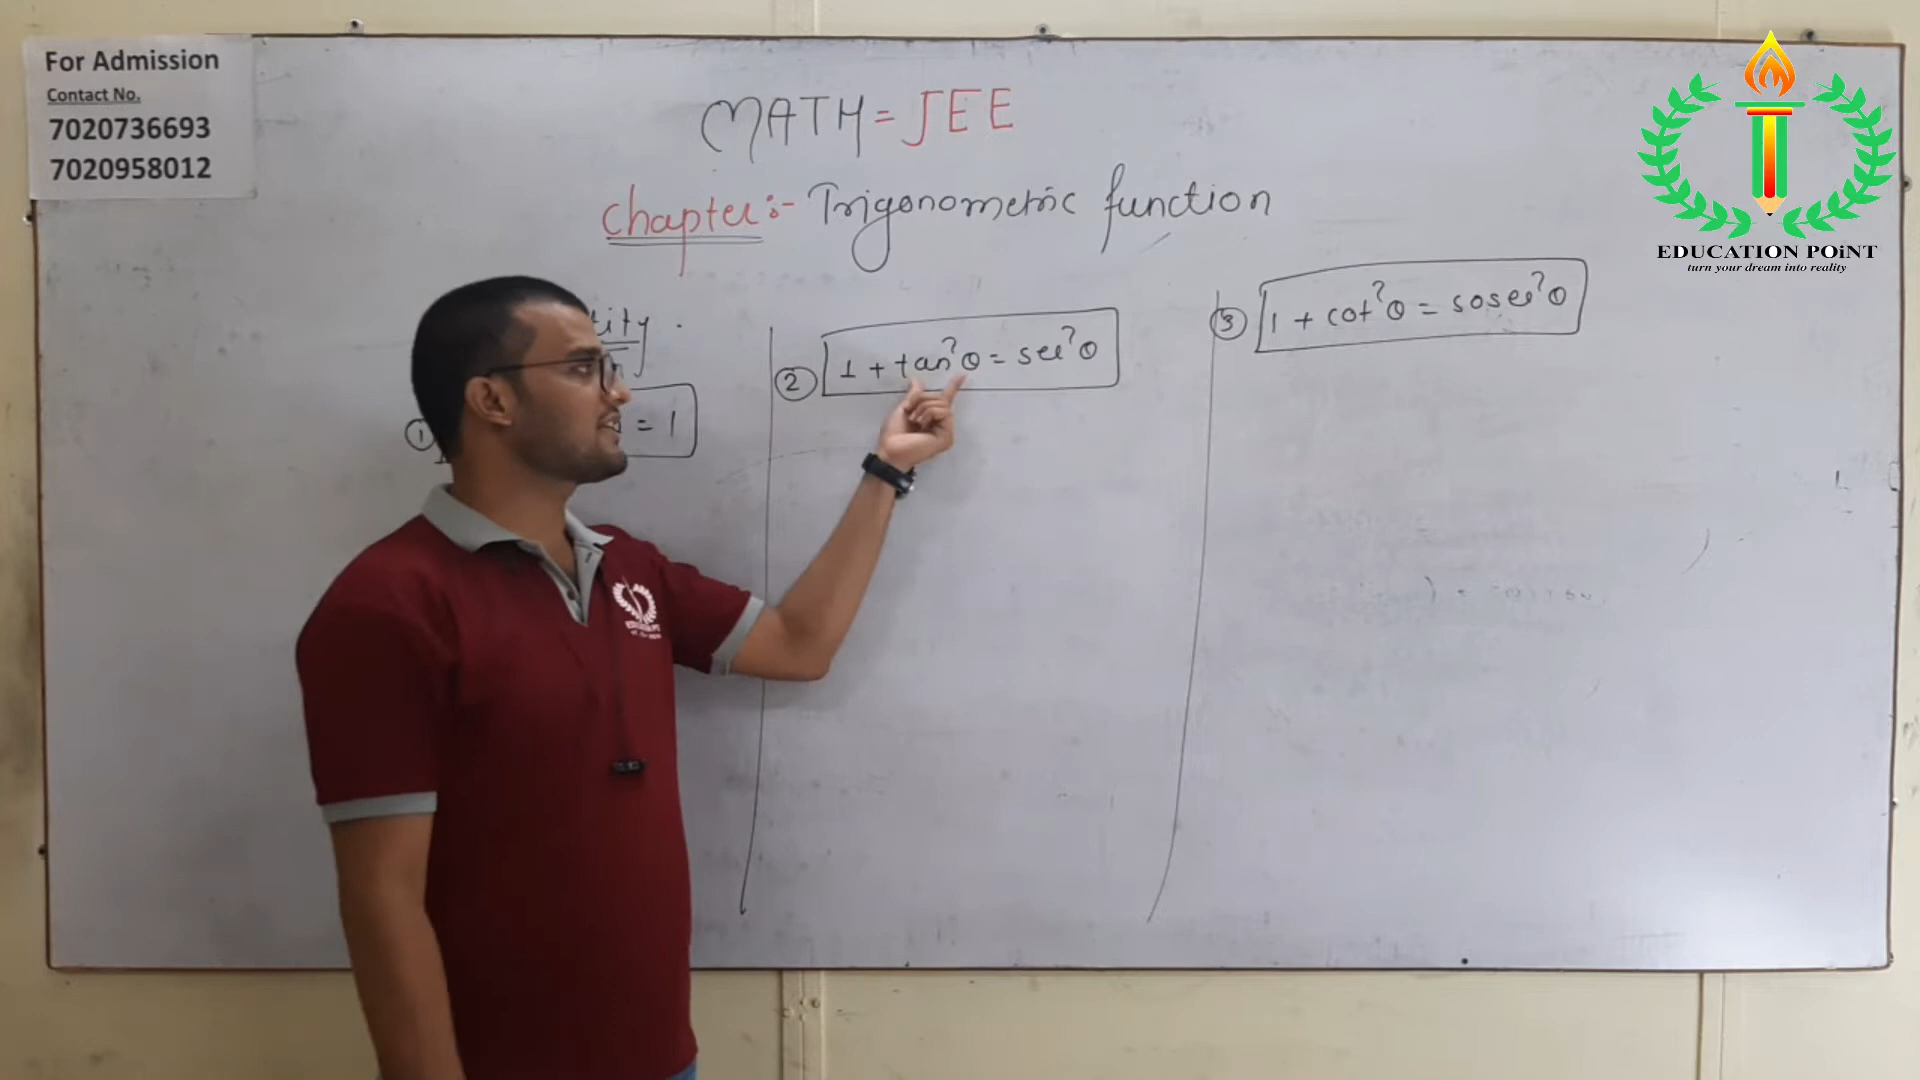 For Admission
Contact No.
7020736693
7020958012
MATH = JEE
Chapter :- Trigonometric function
EDUCATION POiNT
turn your dream into reality
tity .
① = 1
② 1 + tan²θ = sec²θ
③ 1 + cot²θ = cosec²θ